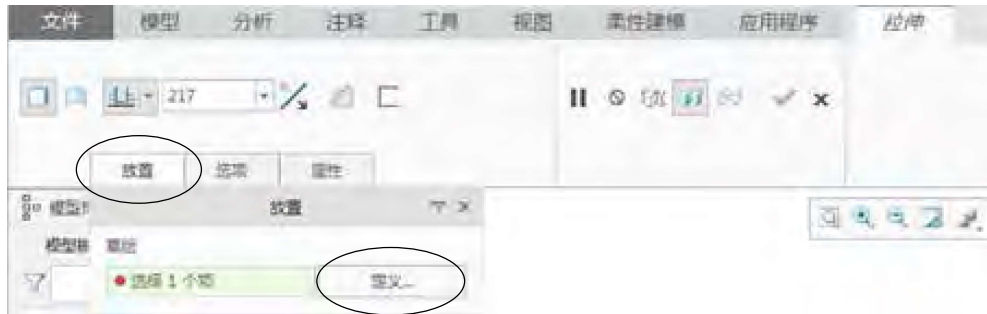 文件 模型 分析 注释 工具 视图 柔性建模 应用程序 拉伸
217
放置 选项 属性
模型 放置
模型 草绘
选择 1 个项 定义...